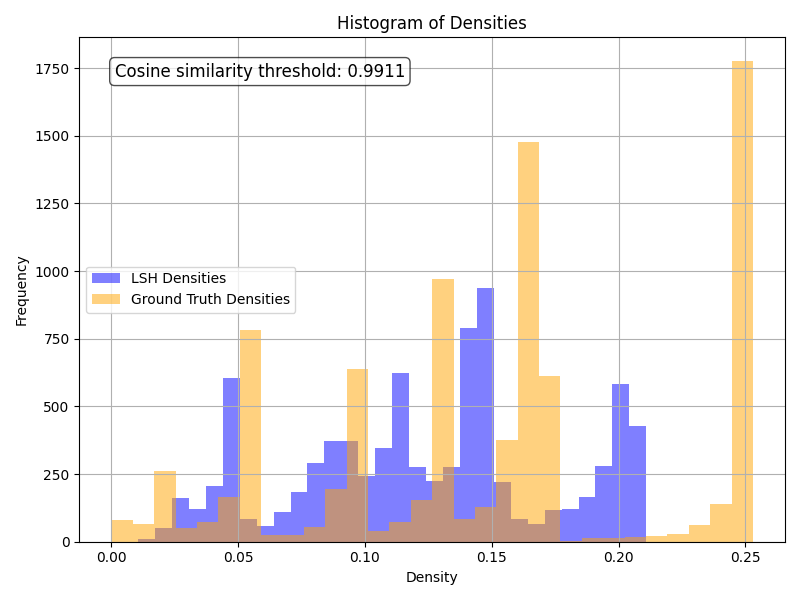 Histogram of Densities
Cosine similarity threshold: 0.9911
1750
1500
1250
1000
750
500
250
0
Frequency
LSH Densities
Ground Truth Densities
0.00 0.05 0.10 0.15 0.20 0.25
Density